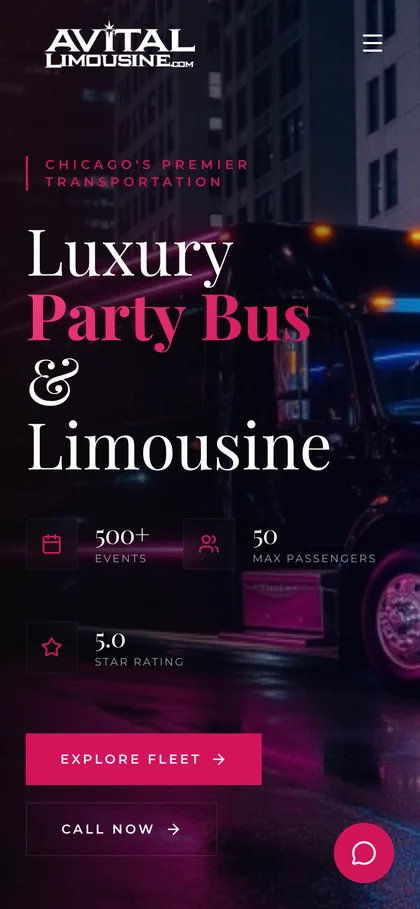 AVITAL
LIMOUSINE.COM
CHICAGO'S PREMIER
TRANSPORTATION
Luxury
Party Bus
&
Limousine
500+
EVENTS
50
MAX PASSENGERS
5.0
STAR RATING
EXPLORE FLEET →
CALL NOW →